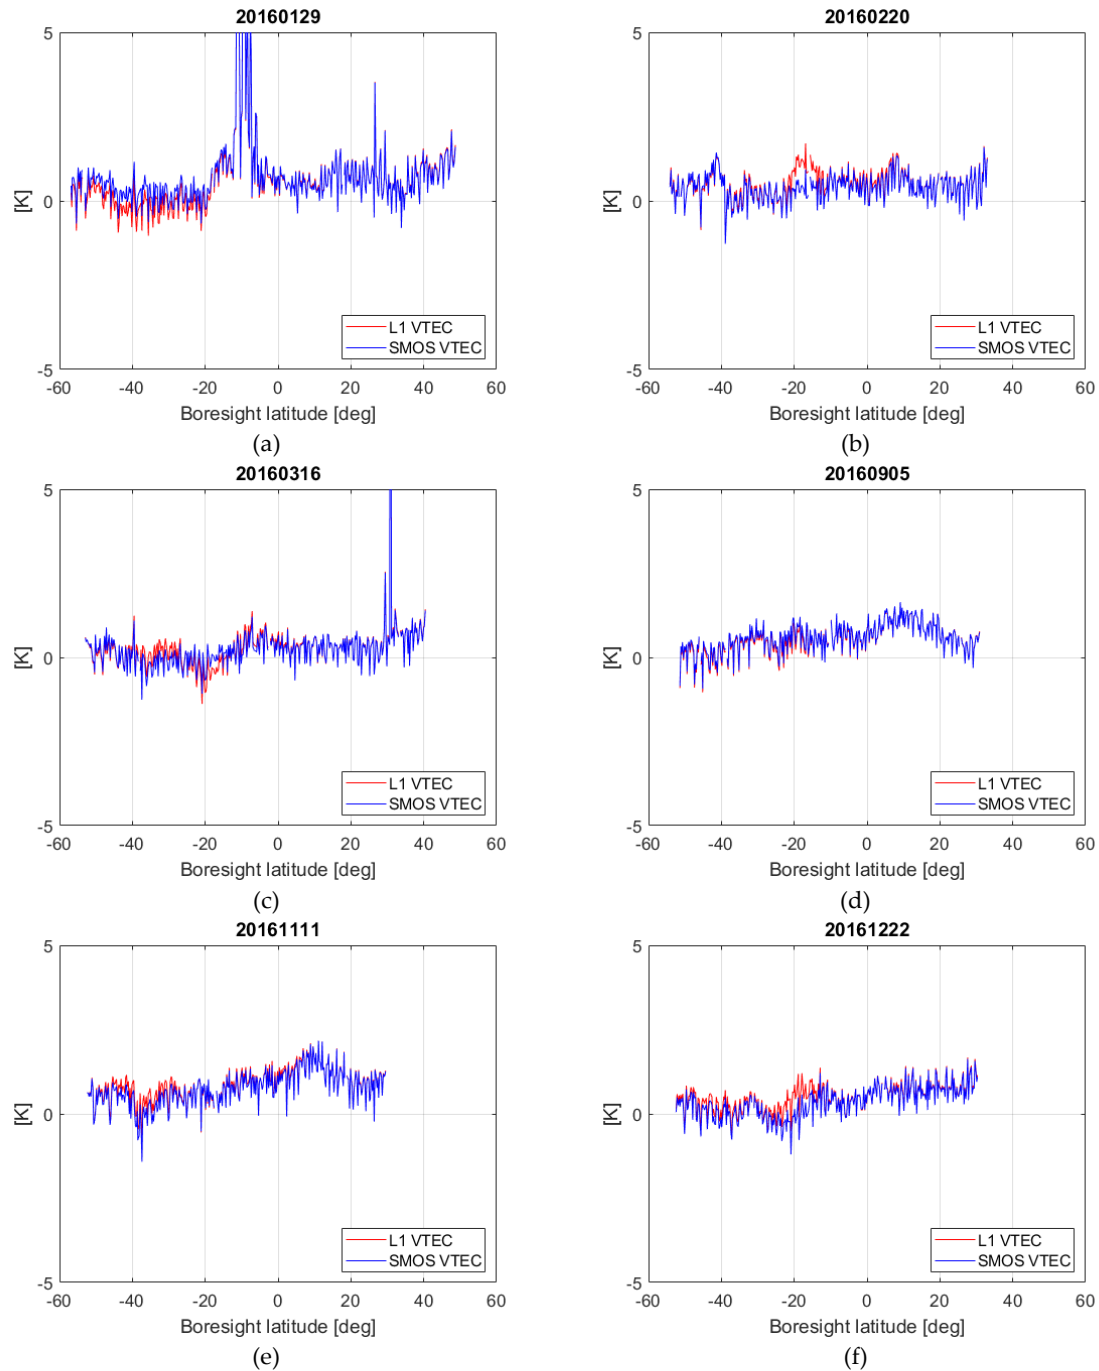 20160129
5
0
-5
[K]
L1 VTEC
SMOS VTEC
-60 -40 -20 0 20 40 60
Boresight latitude [deg]
(a)
20160220
5
0
-5
[K]
L1 VTEC
SMOS VTEC
-60 -40 -20 0 20 40 60
Boresight latitude [deg]
(b)
20160316
5
0
-5
[K]
L1 VTEC
SMOS VTEC
-60 -40 -20 0 20 40 60
Boresight latitude [deg]
(c)
20160905
5
0
-5
[K]
L1 VTEC
SMOS VTEC
-60 -40 -20 0 20 40 60
Boresight latitude [deg]
(d)
20161111
5
0
-5
[K]
L1 VTEC
SMOS VTEC
-60 -40 -20 0 20 40 60
Boresight latitude [deg]
(e)
20161222
5
0
-5
[K]
L1 VTEC
SMOS VTEC
-60 -40 -20 0 20 40 60
Boresight latitude [deg]
(f)